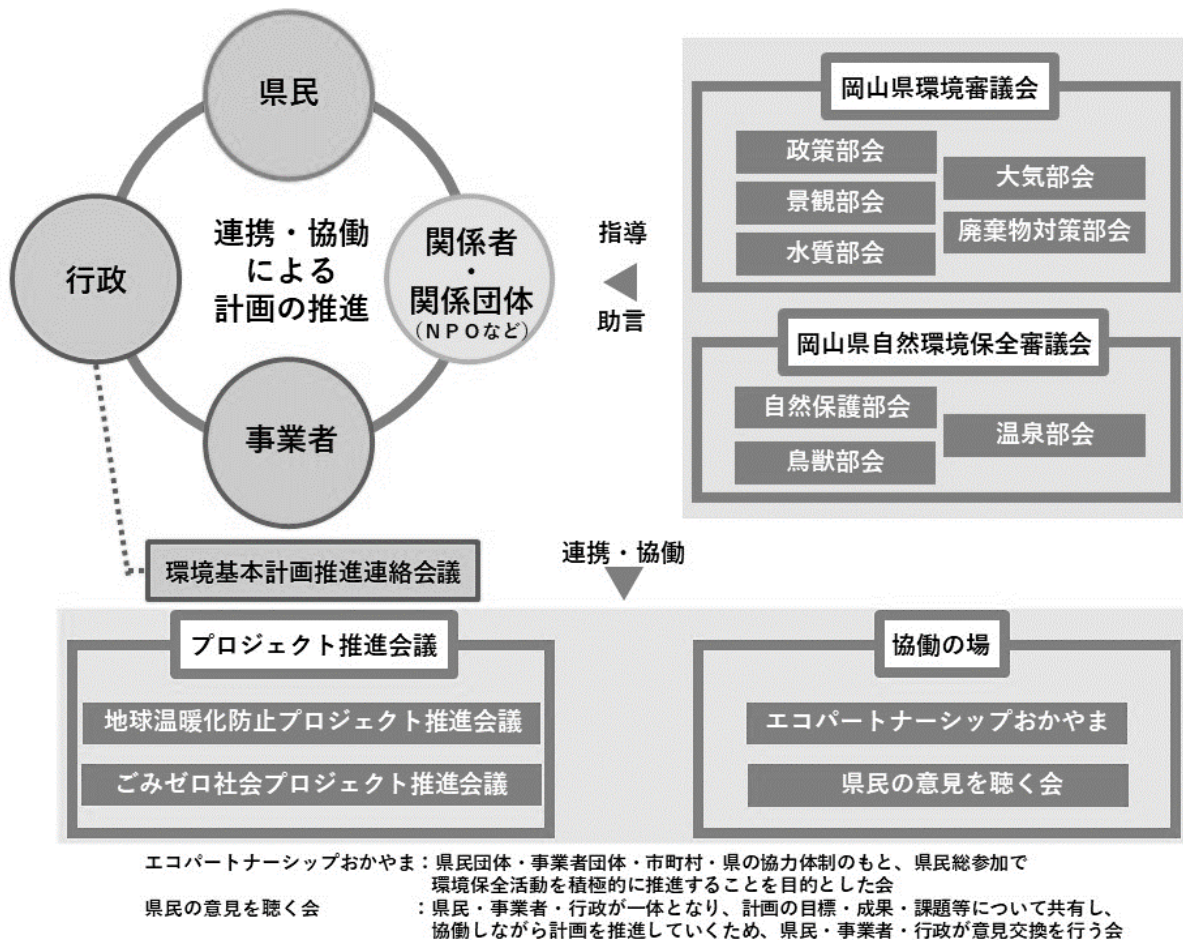 県民
行政
連携・協働
による
計画の推進
関係者
・
関係団体
（ＮＰＯなど）
事業者
指導
助言
岡山県環境審議会
政策部会
景観部会
水質部会
大気部会
廃棄物対策部会
岡山県自然環境保全審議会
自然保護部会
鳥獣部会
温泉部会
環境基本計画推進連絡会議
連携・協働
プロジェクト推進会議
地球温暖化防止プロジェクト推進会議
ごみゼロ社会プロジェクト推進会議
協働の場
エコパートナーシップおかやま
県民の意見を聴く会
エコパートナーシップおかやま：県民団体・事業者団体・市町村・県の協力体制のもと、県民総参加で
環境保全活動を積極的に推進することを目的とした会
県民の意見を聴く会　　　　　：県民・事業者・行政が一体となり、計画の目標・成果・課題等について共有し、
協働しながら計画を推進していくため、県民・事業者・行政が意見交換を行う会